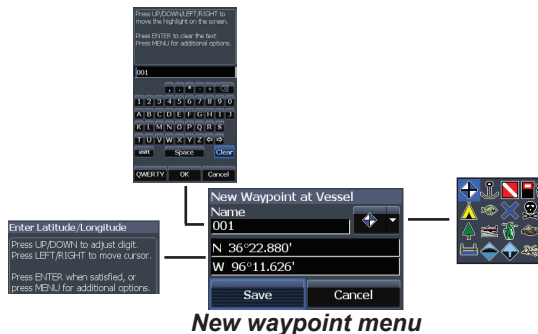 Press UP/DOWN/LEFT/RIGHT to
move the highlight on the screen.
Press ENTER to clear the text.
Press MENU for additional options.
001
1 2 3 4 5 6 7 8 9 0
A B C D E F G H I J
K L M N O P Q R S
T U V W X Y Z
shift Space Clear
QWERTY OK Cancel
New Waypoint at Vessel
Name
001
N 36°22.880'
W 96°11.626'
Save Cancel
Enter Latitude/Longitude
Press UP/DOWN to adjust digit.
Press LEFT/RIGHT to move cursor.
Press ENTER when satisfied, or
press MENU for additional options.
New waypoint menu